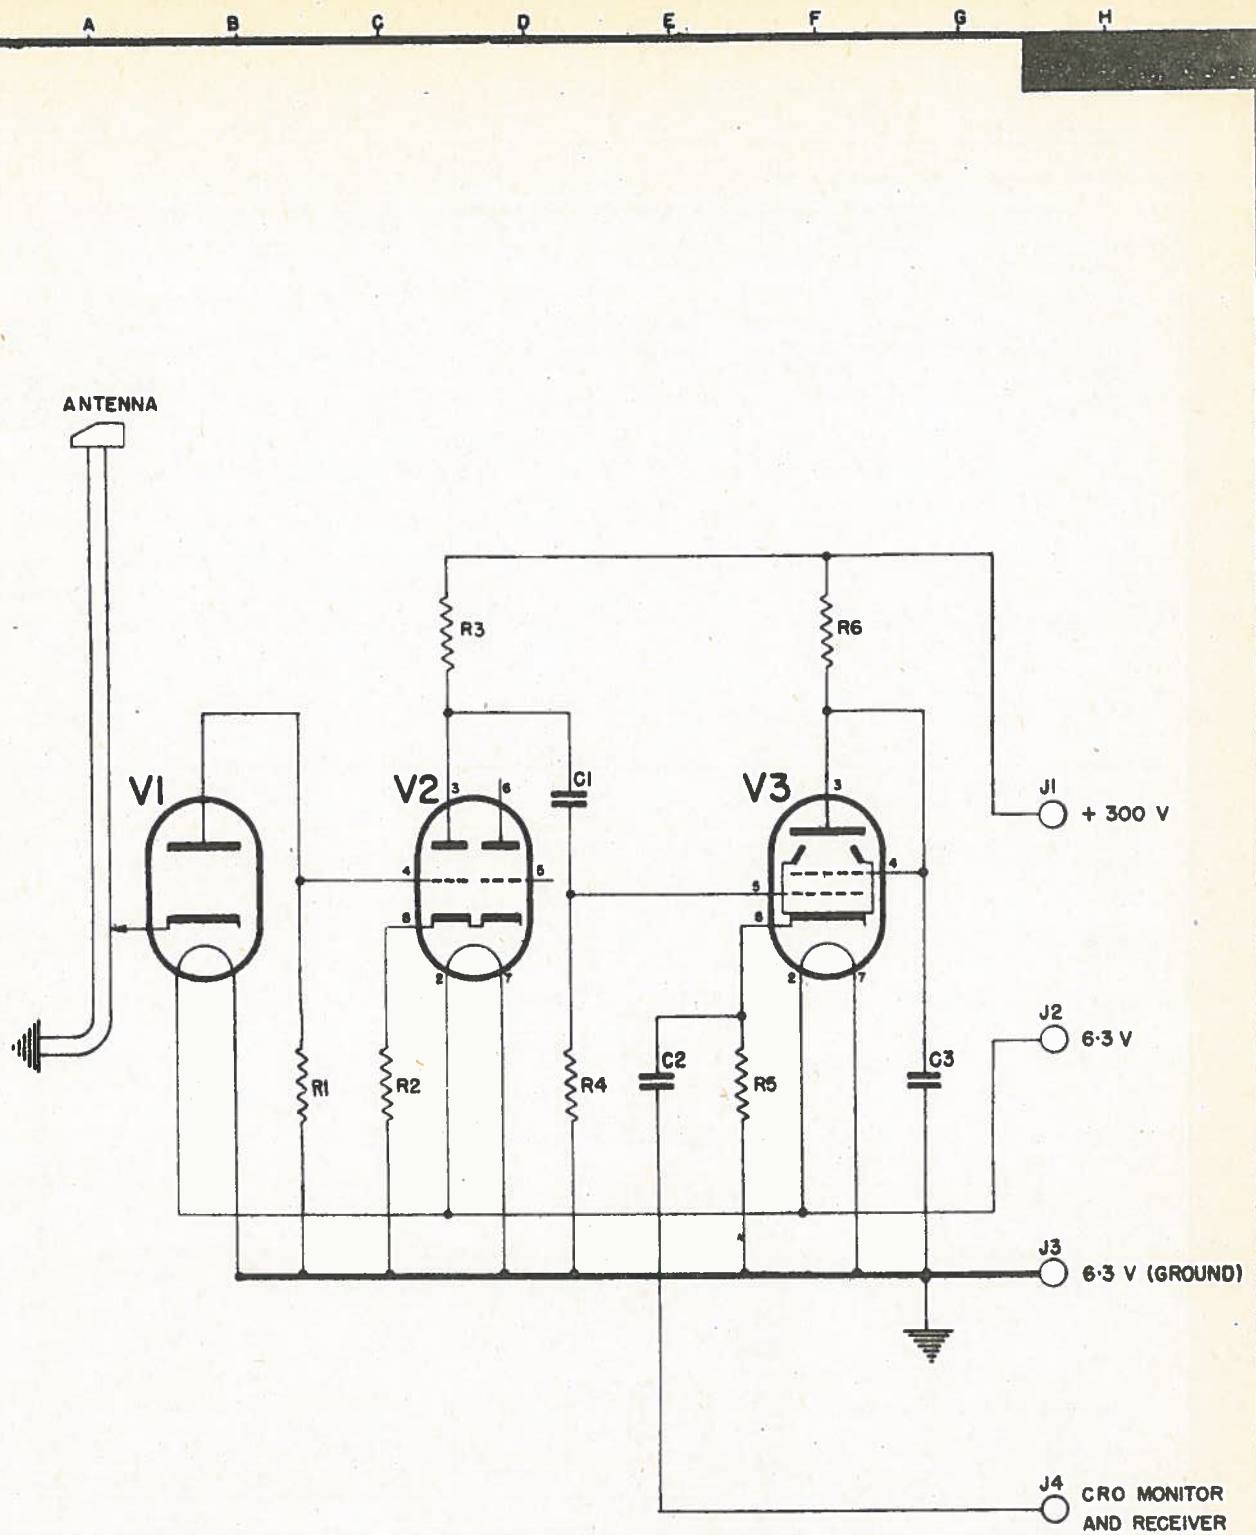 A B C D E F G H
ANTENNA
R3
R6
V1
V2
3
6
C1
V3
3
J1
+ 300 V
4
5
5
4
8
8
2
7
2
7
J2
6·3 V
R1
R2
R4
C2
R5
C3
J3
6·3 V (GROUND)
J4
CRO MONITOR
AND RECEIVER